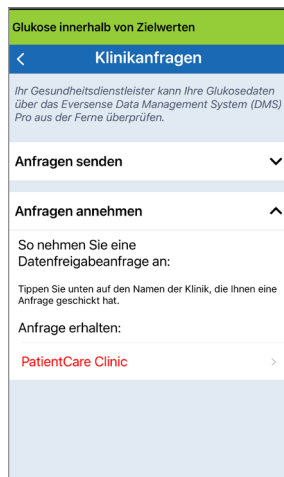 Glukose innerhalb von Zielwerten
Klinikanfragen
Ihr Gesundheitsdienstleister kann Ihre Glukosedaten
über das Eversense Data Management System (DMS)
Pro aus der Ferne überprüfen.
Anfragen senden
Anfragen annehmen
So nehmen Sie eine
Datenfreigabeanfrage an:
Tippen Sie unten auf den Namen der Klinik, die Ihnen eine
Anfrage geschickt hat.
Anfrage erhalten:
PatientCare Clinic